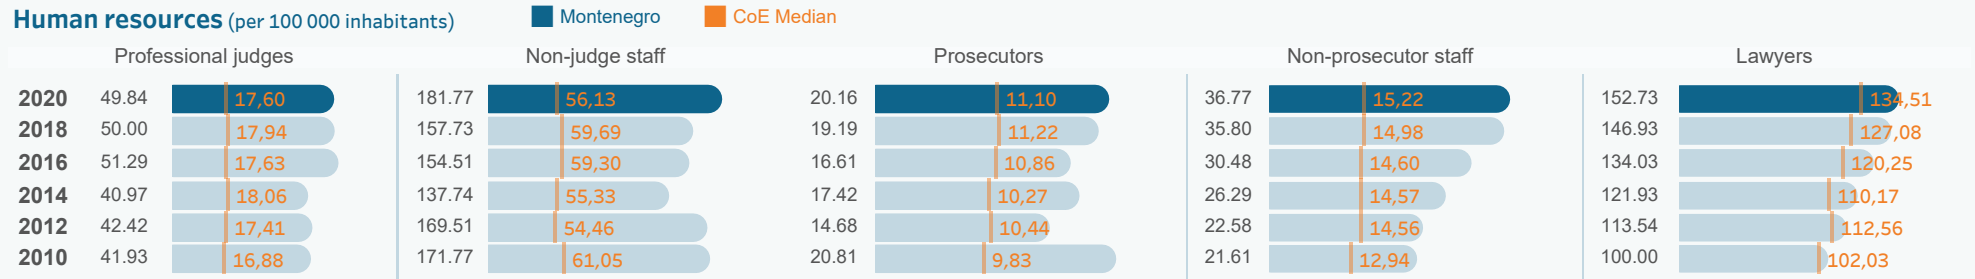 Human resources (per 100 000 inhabitants) Montenegro CoE Median
Professional judges Non-judge staff Prosecutors Non-prosecutor staff Lawyers
2020 49.84 17,60 181.77 56,13 20.16 11,10 36.77 15,22 152.73 134,51
2018 50.00 17,94 157.73 59,69 19.19 11,22 35.80 14,98 146.93 127,08
2016 51.29 17,63 154.51 59,30 16.61 10,86 30.48 14,60 134.03 120,25
2014 40.97 18,06 137.74 55,33 17.42 10,27 26.29 14,57 121.93 110,17
2012 42.42 17,41 169.51 54,46 14.68 10,44 22.58 14,56 113.54 112,56
2010 41.93 16,88 171.77 61,05 20.81 9,83 21.61 12,94 100.00 102,03